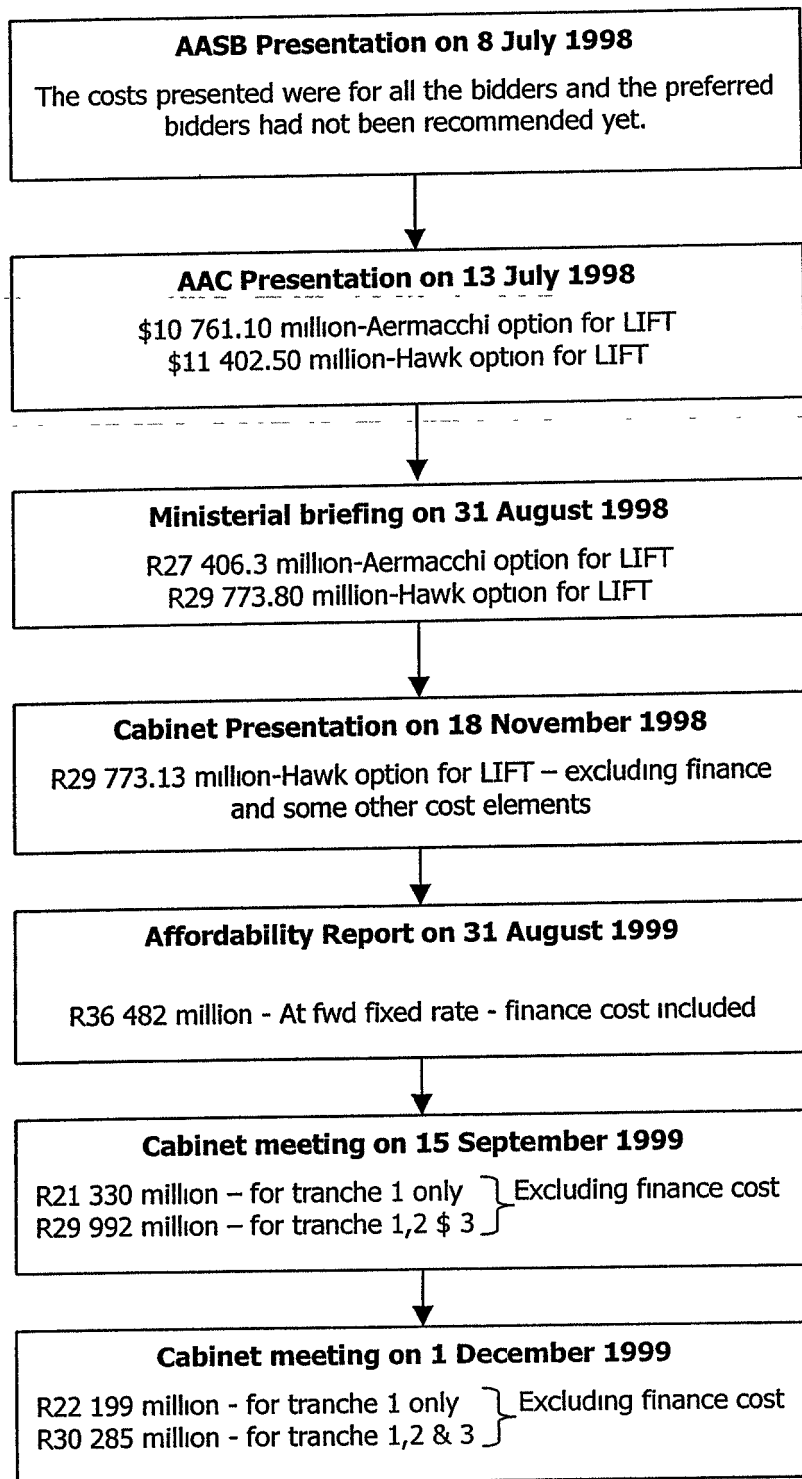 AASB Presentation on 8 July 1998
The costs presented were for all the bidders and the preferred
bidders had not been recommended yet.
AAC Presentation on 13 July 1998
$10 761.10 million-Aermacchi option for LIFT
$11 402.50 million-Hawk option for LIFT
Ministerial briefing on 31 August 1998
R27 406.3 million-Aermacchi option for LIFT
R29 773.80 million-Hawk option for LIFT
Cabinet Presentation on 18 November 1998
R29 773.13 million-Hawk option for LIFT – excluding finance
and some other cost elements
Affordability Report on 31 August 1999
R36 482 million - At fwd fixed rate - finance cost included
Cabinet meeting on 15 September 1999
R21 330 million – for tranche 1 only
R29 992 million – for tranche 1,2 $ 3
Excluding finance cost
Cabinet meeting on 1 December 1999
R22 199 million - for tranche 1 only
R30 285 million - for tranche 1,2 & 3
Excluding finance cost